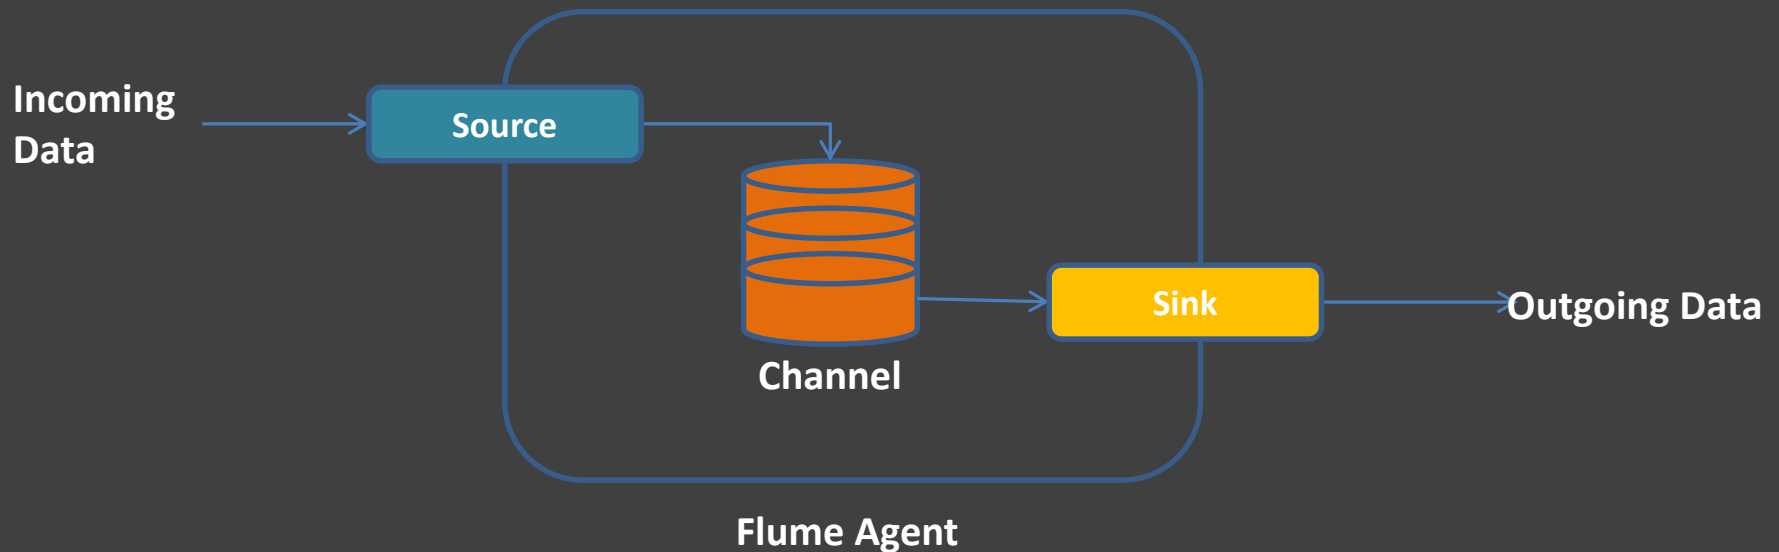 Incoming
Data
Source
Channel
Sink
Outgoing Data
Flume Agent